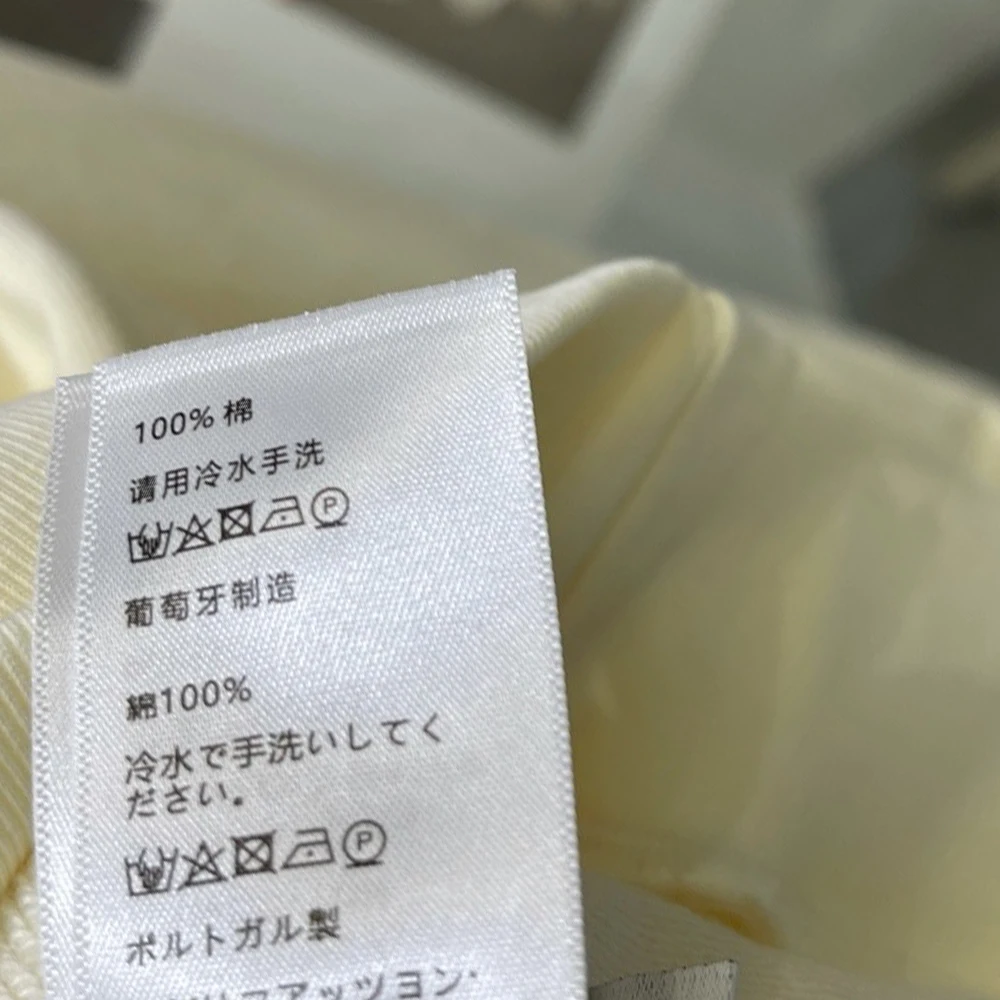 100% 棉
请用冷水手洗
P
葡萄牙制造
綿100%
冷水で手洗いしてく
ださい。
P
ポルトガル製